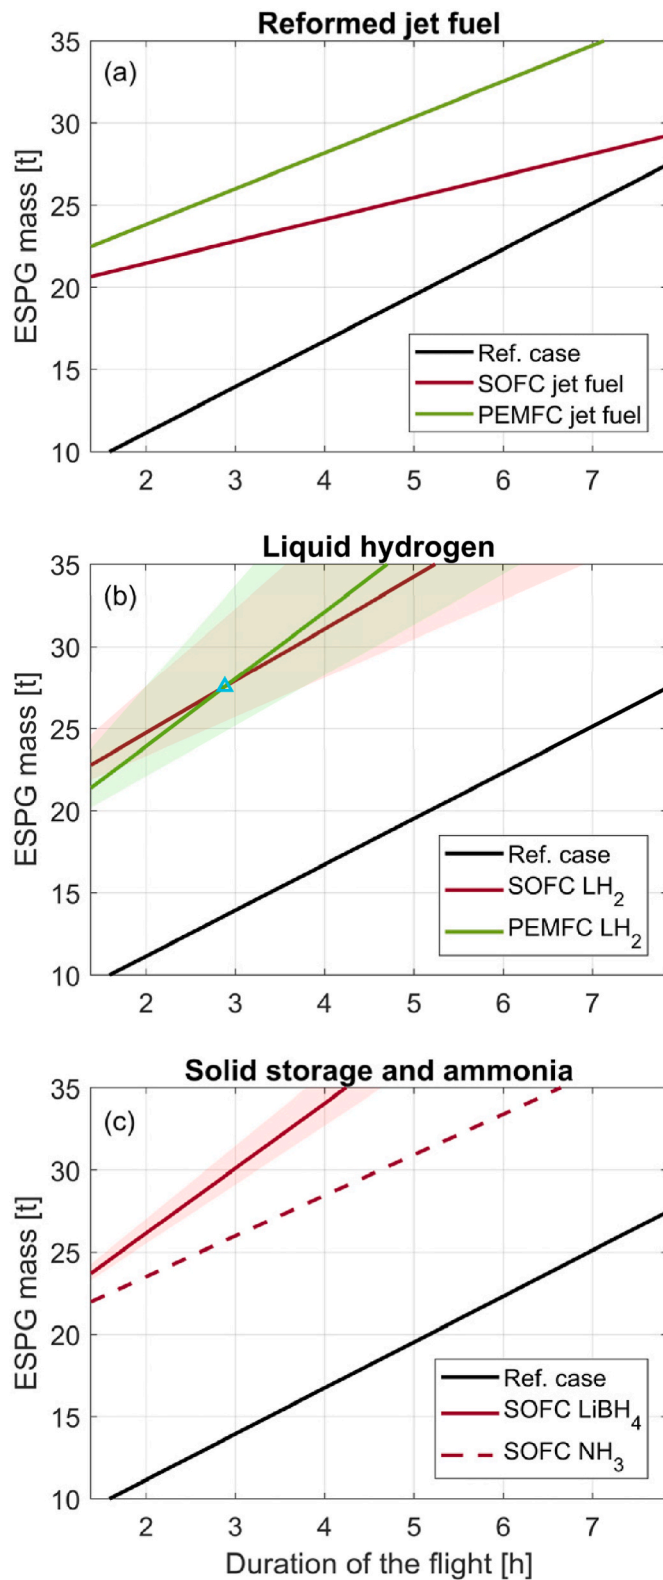 Reformed jet fuel
(a)
ESPG mass [t]
35
30
25
20
15
10
Ref. case
SOFC jet fuel
PEMFC jet fuel
2 3 4 5 6 7
Liquid hydrogen
(b)
ESPG mass [t]
35
30
25
20
15
10
Ref. case
SOFC LH2
PEMFC LH2
2 3 4 5 6 7
Solid storage and ammonia
(c)
ESPG mass [t]
35
30
25
20
15
10
Ref. case
SOFC LiBH4
SOFC NH3
2 3 4 5 6 7
Duration of the flight [h]